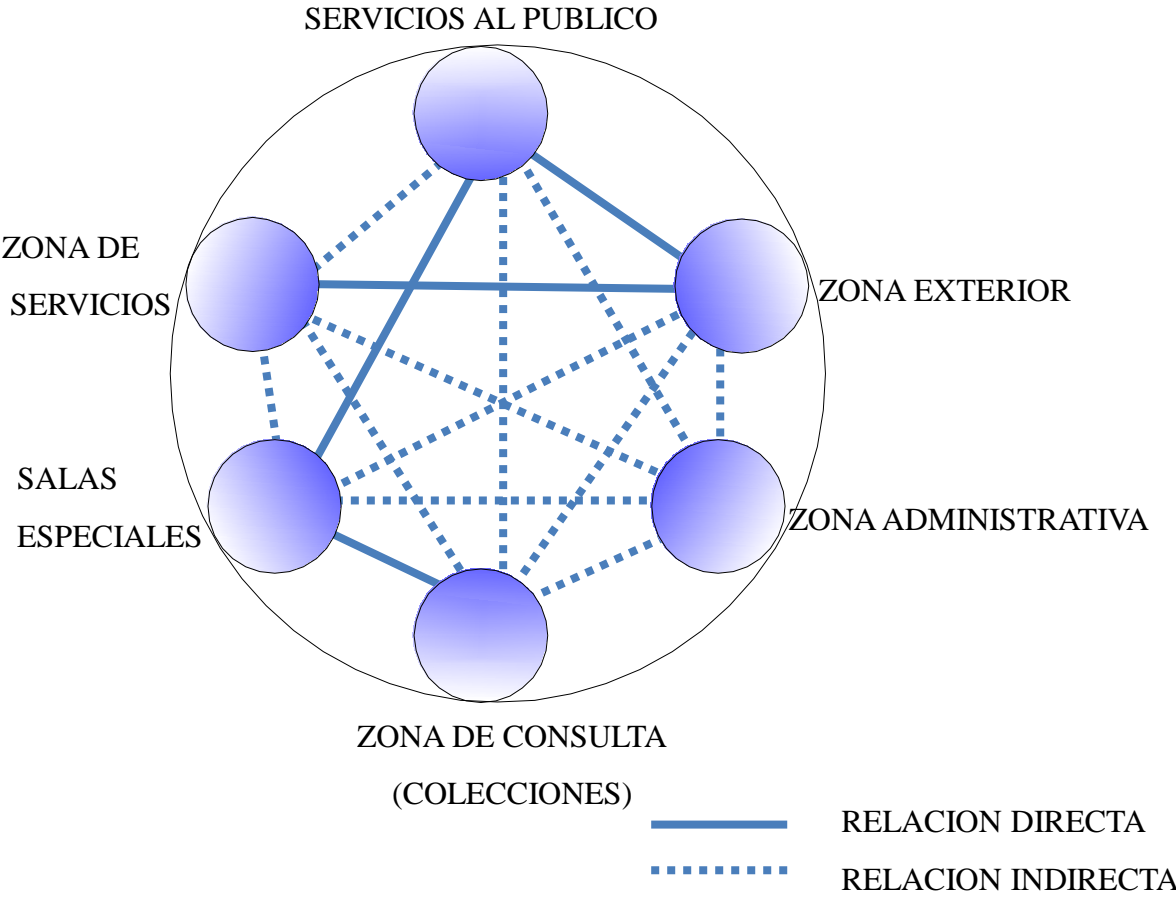 SERVICIOS AL PUBLICO
ZONA DE
SERVICIOS
ZONA EXTERIOR
SALAS
ESPECIALES
ZONA ADMINISTRATIVA
ZONA DE CONSULTA
(COLECCIONES)
RELACION DIRECTA
RELACION INDIRECTA